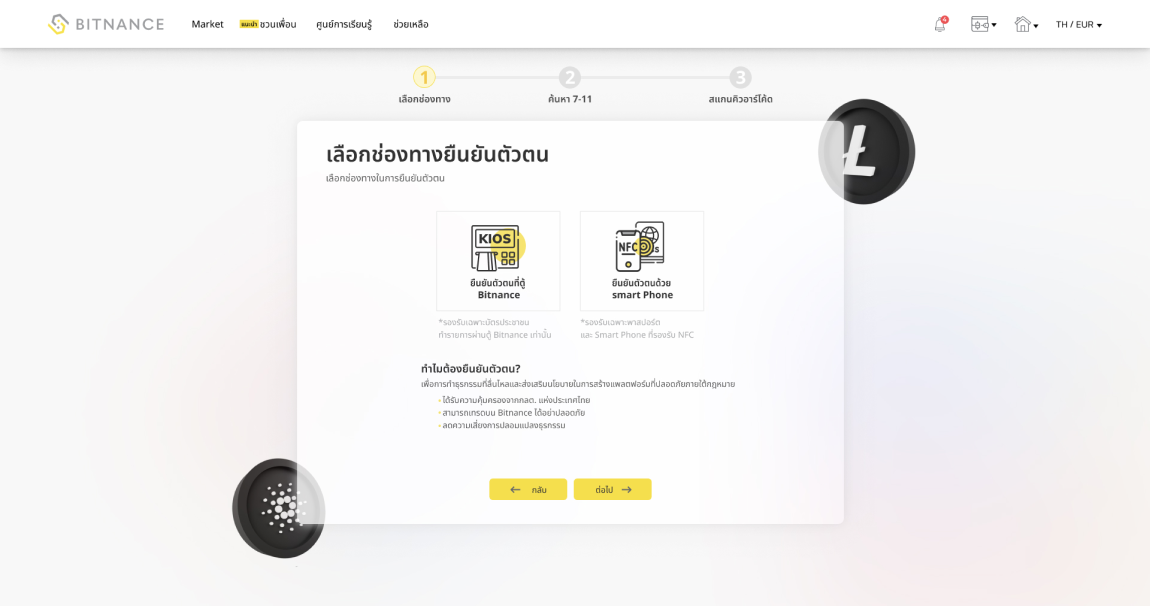 BITNANCE
Market
แนะนำ ชวนเพื่อน
ศูนย์การเรียนรู้
ช่วยเหลือ
TH / EUR
1
2
3
เลือกช่องทาง
ค้นหา 7-11
สแกนคิวอาร์โค้ด
เลือกช่องทางยืนยันตัวตน
เลือกช่องทางในการยืนยันตัวตน
KIOS
NFC
ยืนยันตัวตนที่ตู้
Bitnance
ยืนยันตัวตนด้วย
smart Phone
*รองรับเฉพาะบัตรประชาชน
ทำรายการผ่านตู้ Bitnance เท่านั้น
*รองรับเฉพาะพาสปอร์ต
และ Smart Phone ที่รองรับ NFC
ทำไมต้องยืนยันตัวตน?
เพื่อการทำธุรกรรมที่ลื่นไหลและส่งเสริมนโยบายในการสร้างแพลตฟอร์มที่ปลอดภัยภายใต้กฎหมาย
- ได้รับความคุ้มครองจากกลต. แห่งประเทศไทย
- สามารถเทรดบน Bitnance ได้อย่าปลอดภัย
- ลดความเสี่ยงการปลอมแปลงธุรกรรม
← กลับ
ต่อไป →